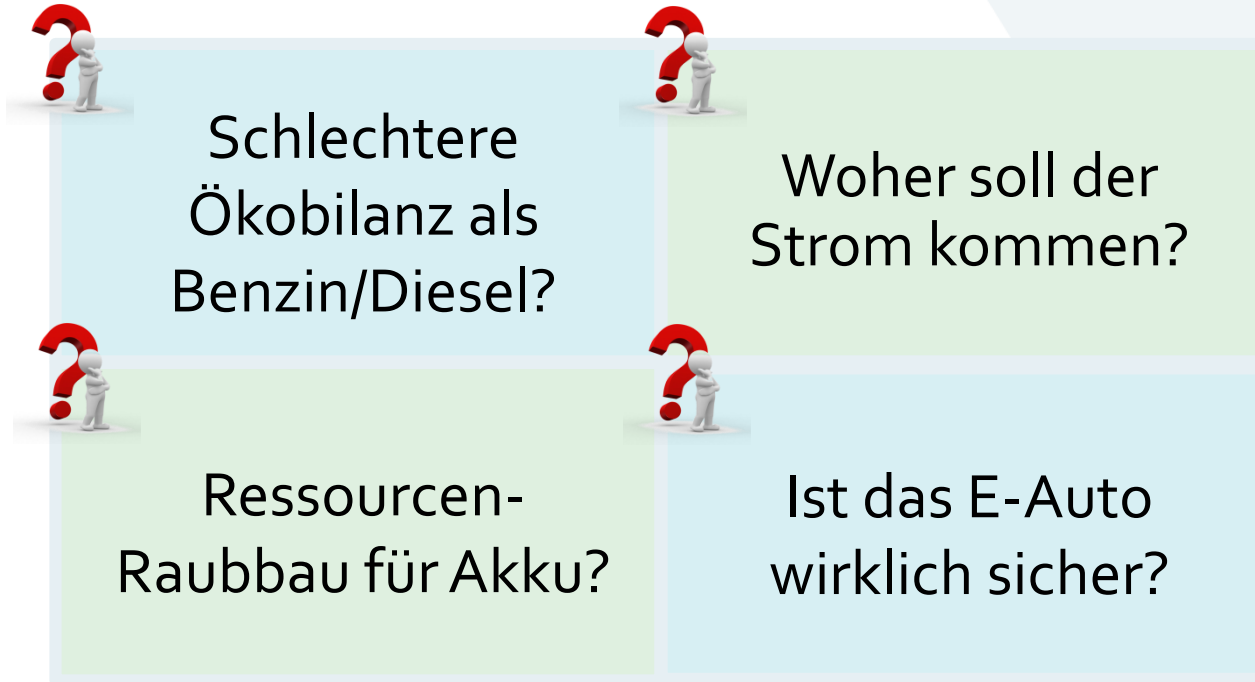 Schlechtere
Ökobilanz als
Benzin/Diesel?
Woher soll der
Strom kommen?
Ressourcen-
Raubbau für Akku?
Ist das E-Auto
wirklich sicher?